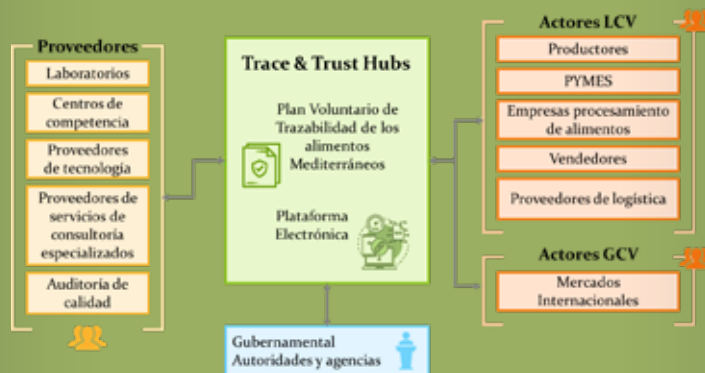 Proveedores
Laboratorios
Centros de
competencia
Proveedores
de tecnología
Proveedores de
servicios de
consultoría
especializados
Auditoría de
calidad
Trace & Trust Hubs
Plan Voluntario de
Trazabilidad de los
alimentos
Mediterráneos
Plataforma
Electrónica
Gubernamental
Autoridades y agencias
Actores LCV
Productores
PYMES
Empresas procesamiento
de alimentos
Vendedores
Proveedores de logística
Actores GCV
Mercados
Internacionales